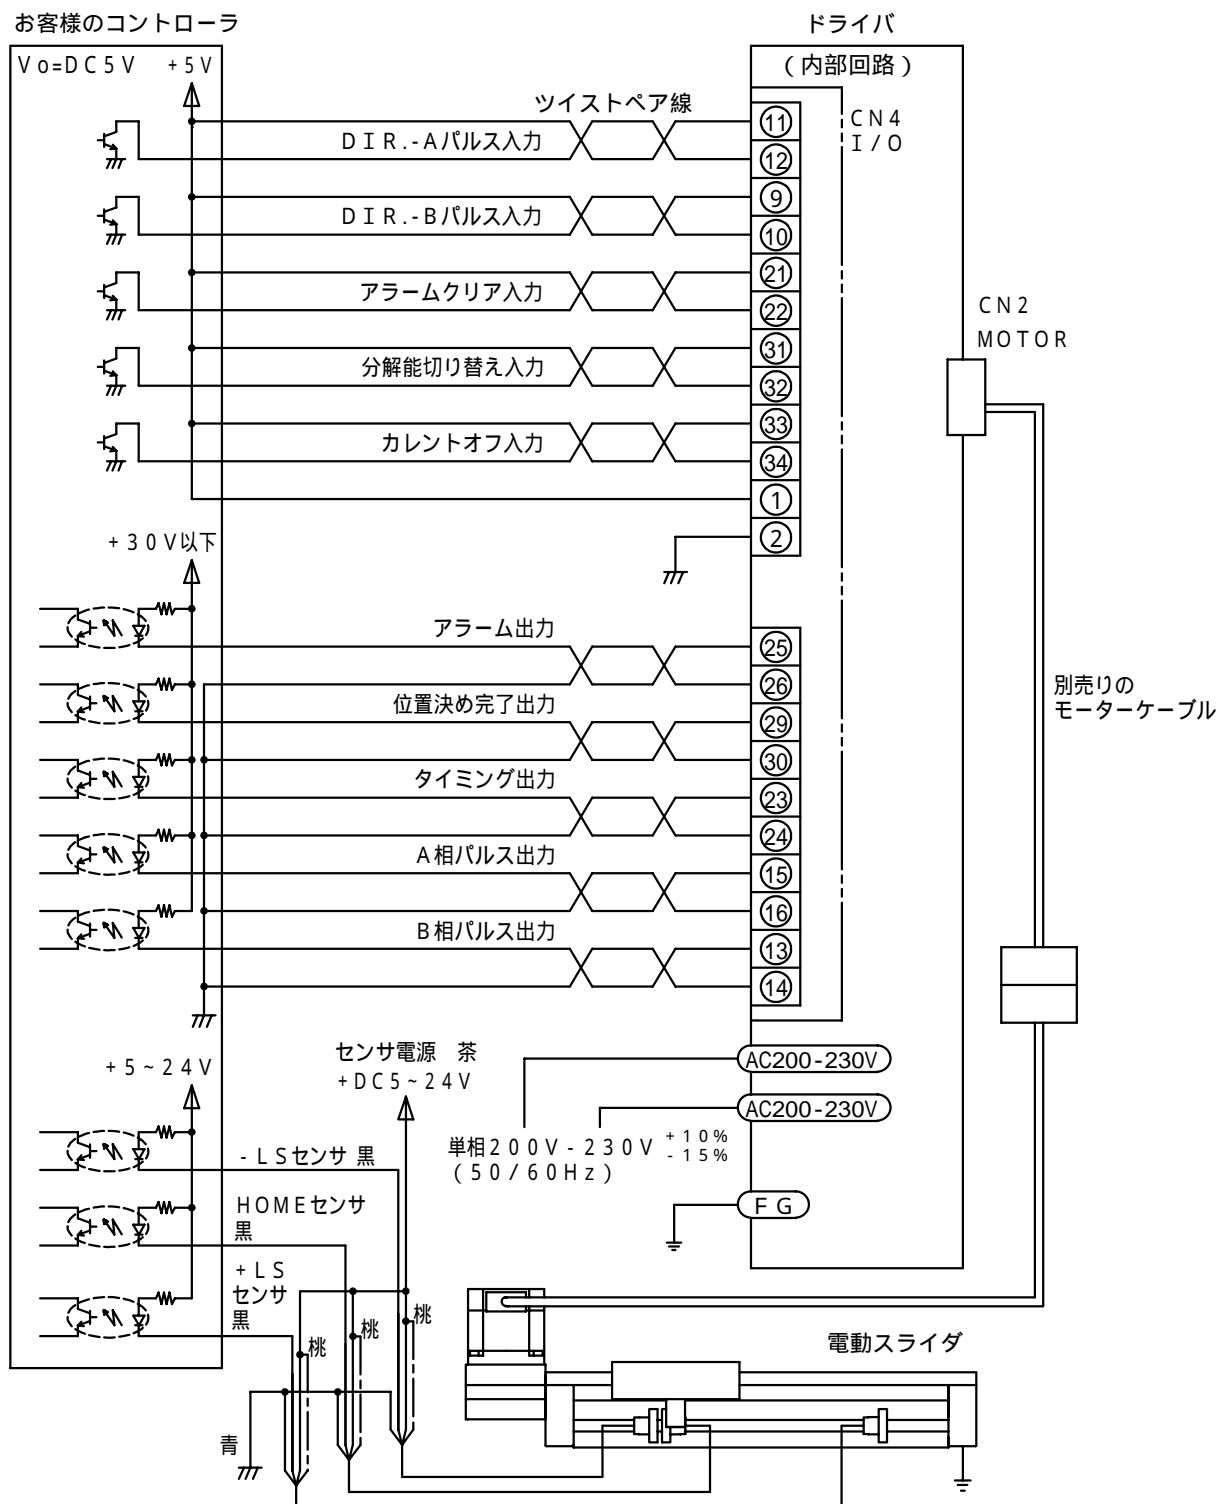 お客様のコントローラ
ドライバ
Vo=DC5V
+5V
(内部回路)
ツイストペア線
CN4
I/O
DIR.-Aパルス入力
11
12
DIR.-Bパルス入力
9
10
アラームクリア入力
21
22
CN2
MOTOR
分解能切り替え入力
31
32
カレントオフ入力
33
34
1
2
+30V以下
アラーム出力
25
26
位置決め完了出力
29
30
別売りの
モーターケーブル
タイミング出力
23
24
A相パルス出力
15
16
B相パルス出力
13
14
+5~24V
センサ電源 茶
+DC5~24V
AC200-230V
AC200-230V
単相200V-230V +10%
-15%
(50/60Hz)
-LSセンサ 黒
HOMEセンサ
黒
FG
+LS
センサ
黒
桃
桃
桃
電動スライダ
青